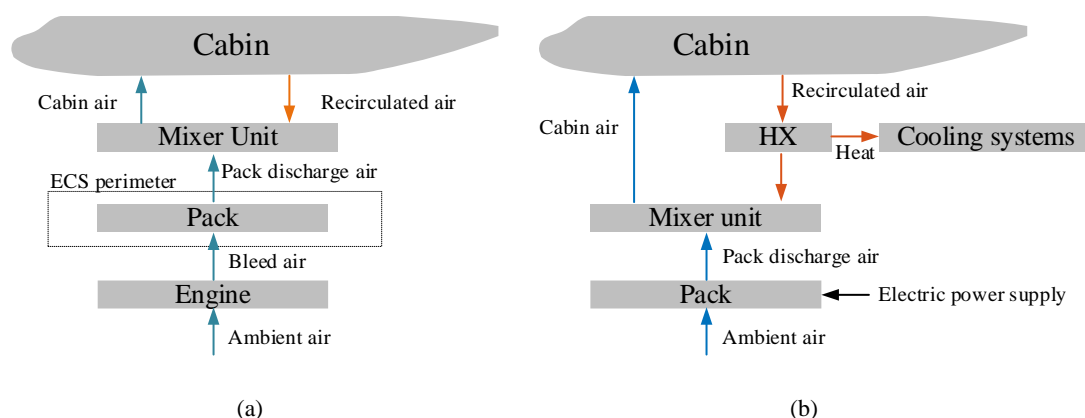 Cabin
Cabin air
Recirculated air
Mixer Unit
Pack discharge air
ECS perimeter
Pack
Bleed air
Engine
Ambient air
(a)
Cabin
Recirculated air
Cabin air
HX
Cooling systems
Heat
Mixer unit
Pack discharge air
Pack
Electric power supply
Ambient air
(b)